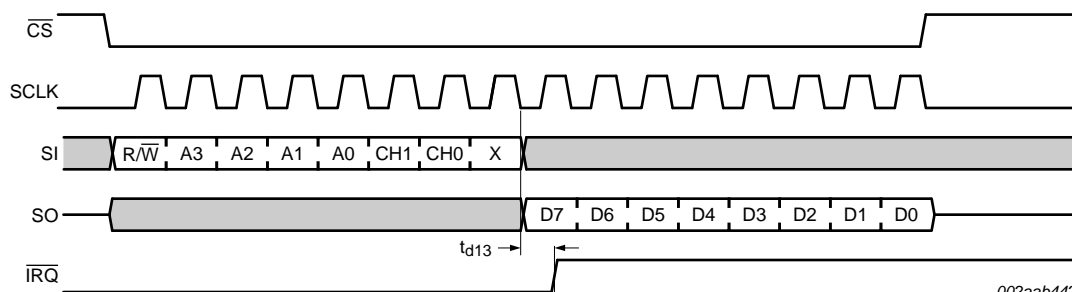 CS
SCLK
SI R/W A3 A2 A1 A0 CH1 CH0 X
SO D7 D6 D5 D4 D3 D2 D1 D0
td13
IRQ